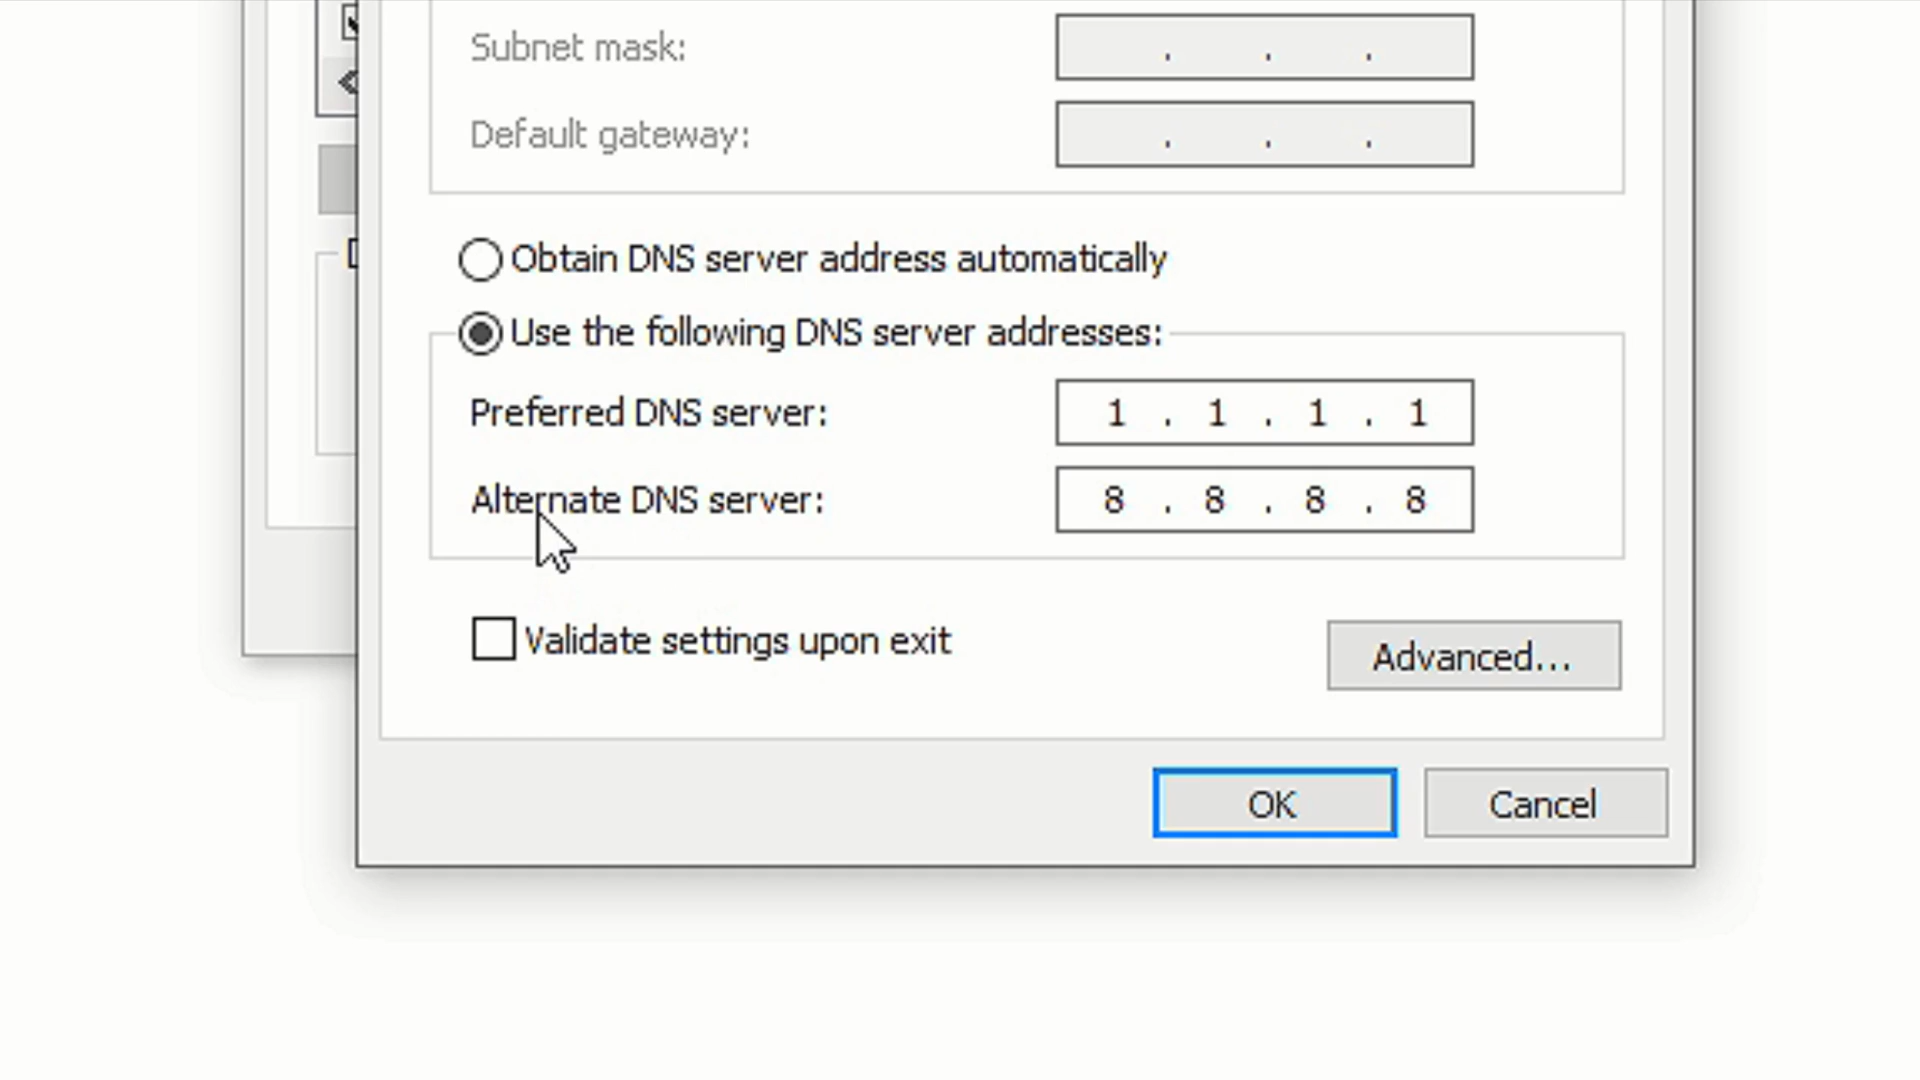 Subnet mask:
. . .
Default gateway:
. . .
Obtain DNS server address automatically
Use the following DNS server addresses:
Preferred DNS server:
1 . 1 . 1 . 1
Alternate DNS server:
8 . 8 . 8 . 8
Validate settings upon exit
Advanced...
OK
Cancel